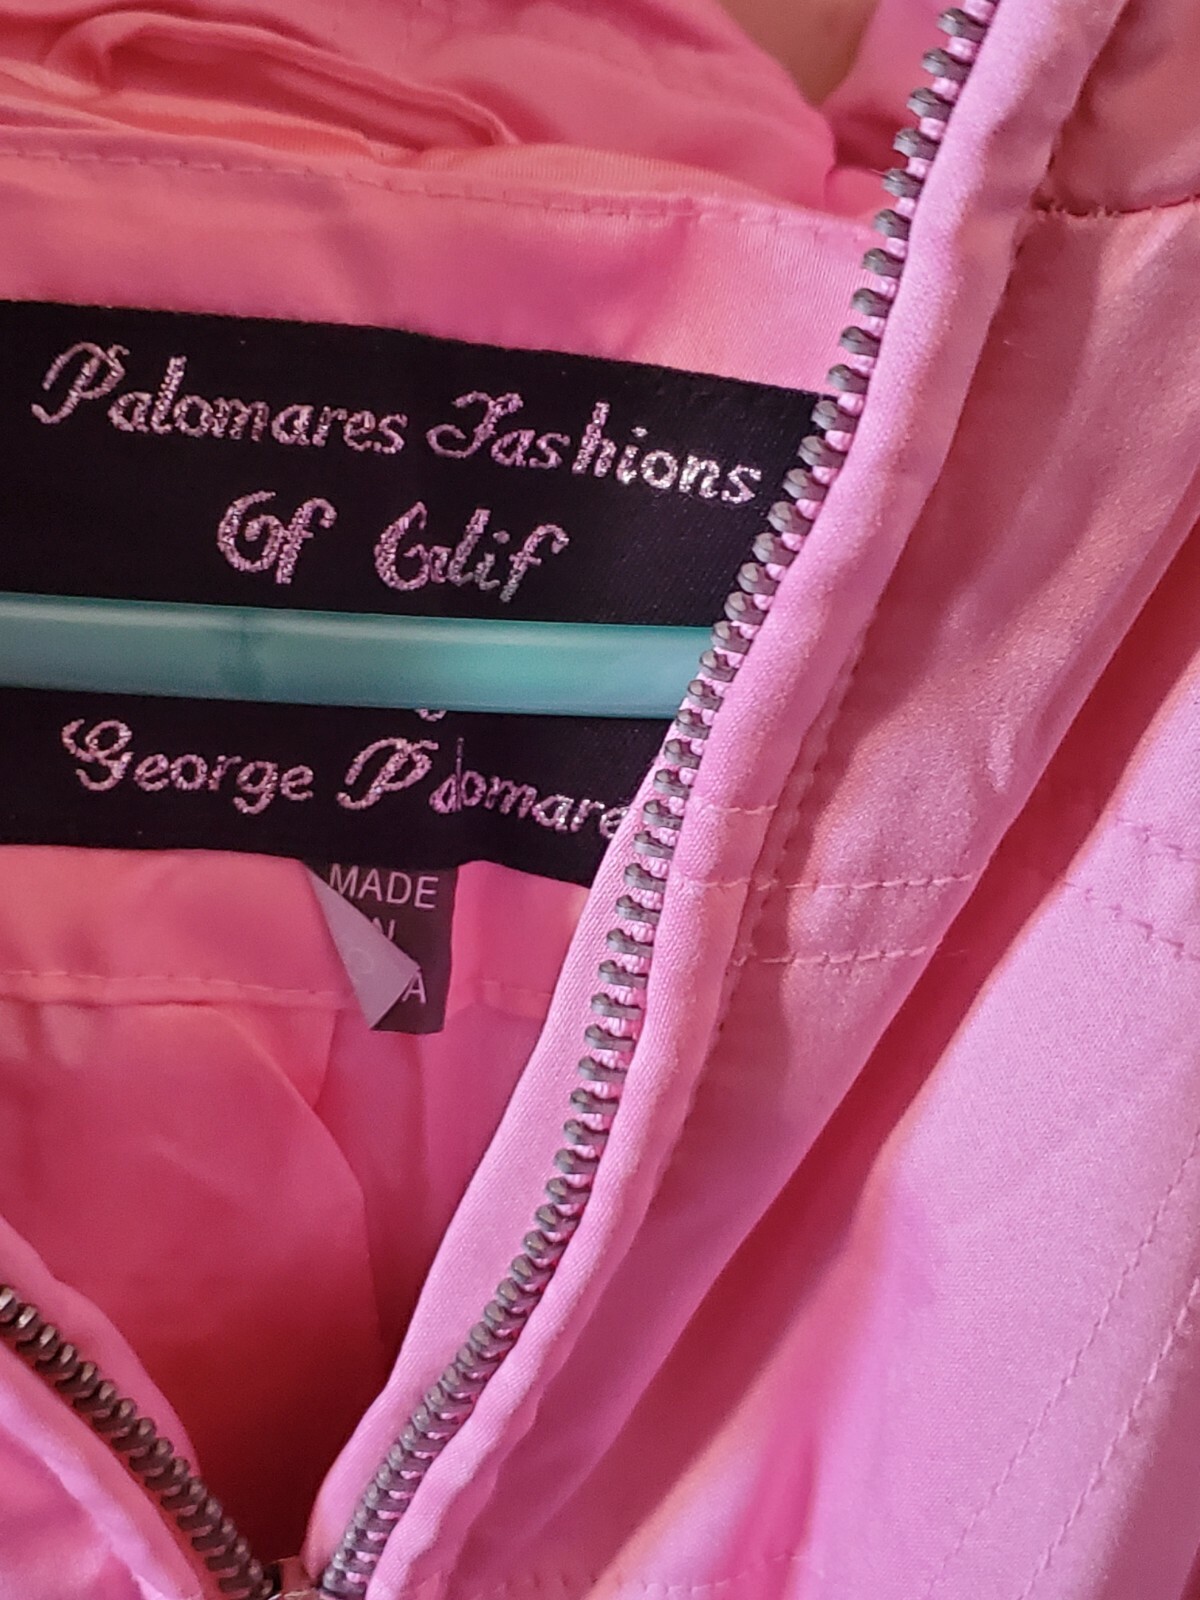 Palomares Fashions
Of Calif
George Palomare
MADE
A